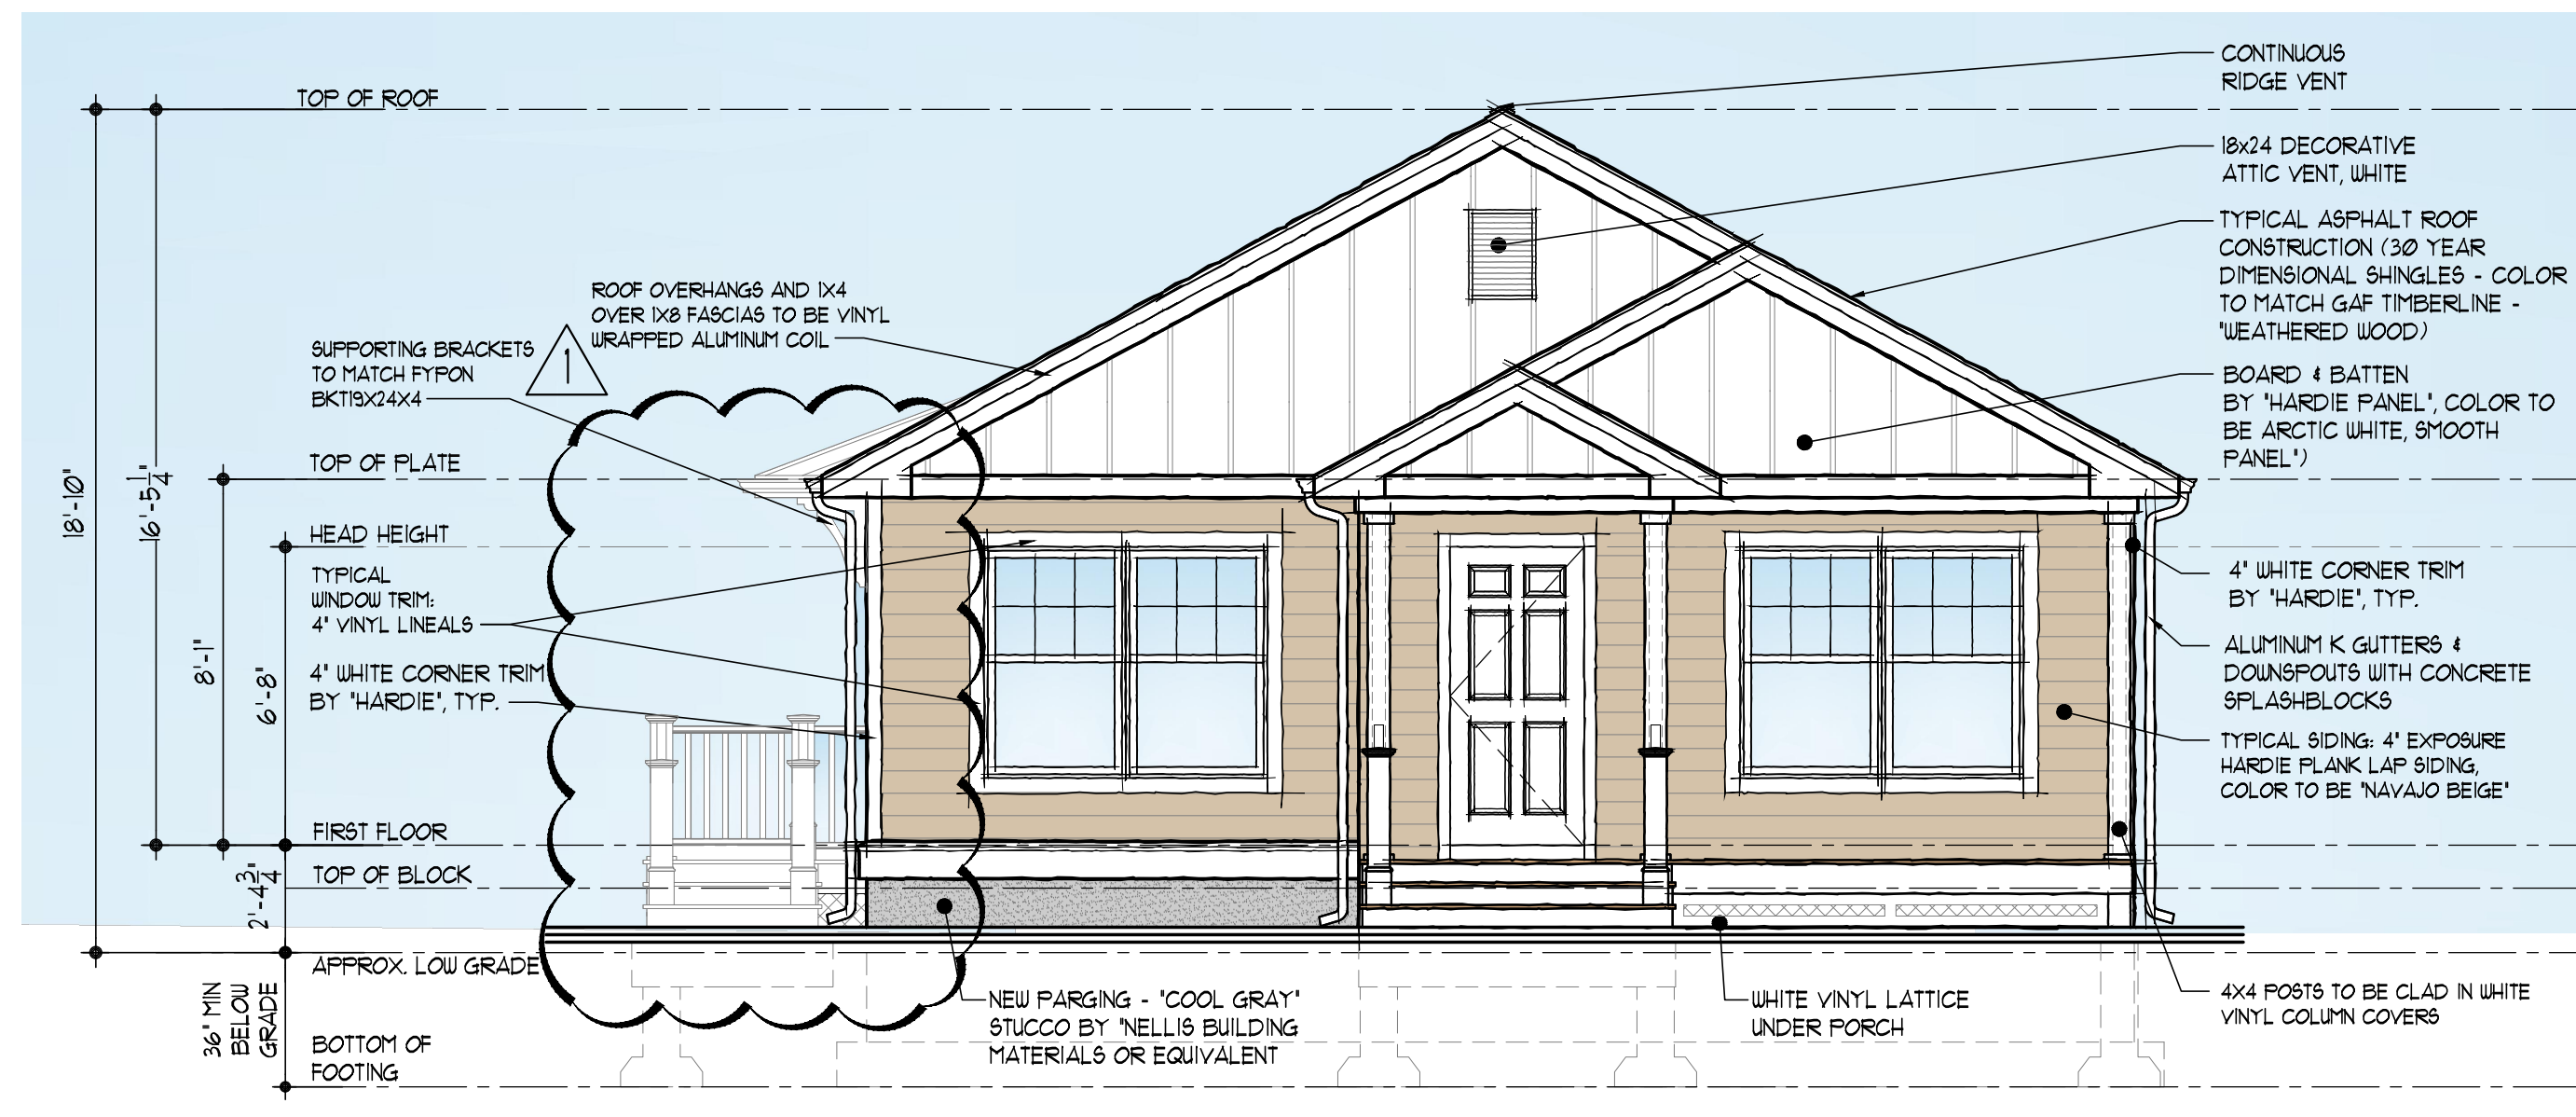 CONTINUOUS
RIDGE VENT
TOP OF ROOF
18x24 DECORATIVE
ATTIC VENT, WHITE
TYPICAL ASPHALT ROOF
CONSTRUCTION (30 YEAR
DIMENSIONAL SHINGLES - COLOR
TO MATCH GAF TIMBERLINE -
"WEATHERED WOOD)
ROOF OVERHANGS AND 1X4
OVER 1X8 FASCIAS TO BE VINYL
WRAPPED ALUMINUM COIL
SUPPORTING BRACKETS
TO MATCH FYPON
BKT19X24X4
1
BOARD & BATTEN
BY "HARDIE PANEL", COLOR TO
BE ARCTIC WHITE, SMOOTH
PANEL")
TOP OF PLATE
18'-10"
16'-5 1/4"
HEAD HEIGHT
TYPICAL
WINDOW TRIM:
4" VINYL LINEALS
4" WHITE CORNER TRIM
BY "HARDIE", TYP.
8'-1"
6'-8"
4" WHITE CORNER TRIM
BY "HARDIE", TYP.
ALUMINUM K GUTTERS &
DOWNSPOUTS WITH CONCRETE
SPLASHBLOCKS
TYPICAL SIDING: 4" EXPOSURE
HARDIE PLANK LAP SIDING,
COLOR TO BE "NAVAJO BEIGE"
FIRST FLOOR
TOP OF BLOCK
2'-4 3/4"
APPROX. LOW GRADE
36" MIN
BELOW
GRADE
BOTTOM OF
FOOTING
NEW PARGING - "COOL GRAY"
STUCCO BY "NELLIS BUILDING
MATERIALS OR EQUIVALENT
WHITE VINYL LATTICE
UNDER PORCH
4X4 POSTS TO BE CLAD IN WHITE
VINYL COLUMN COVERS